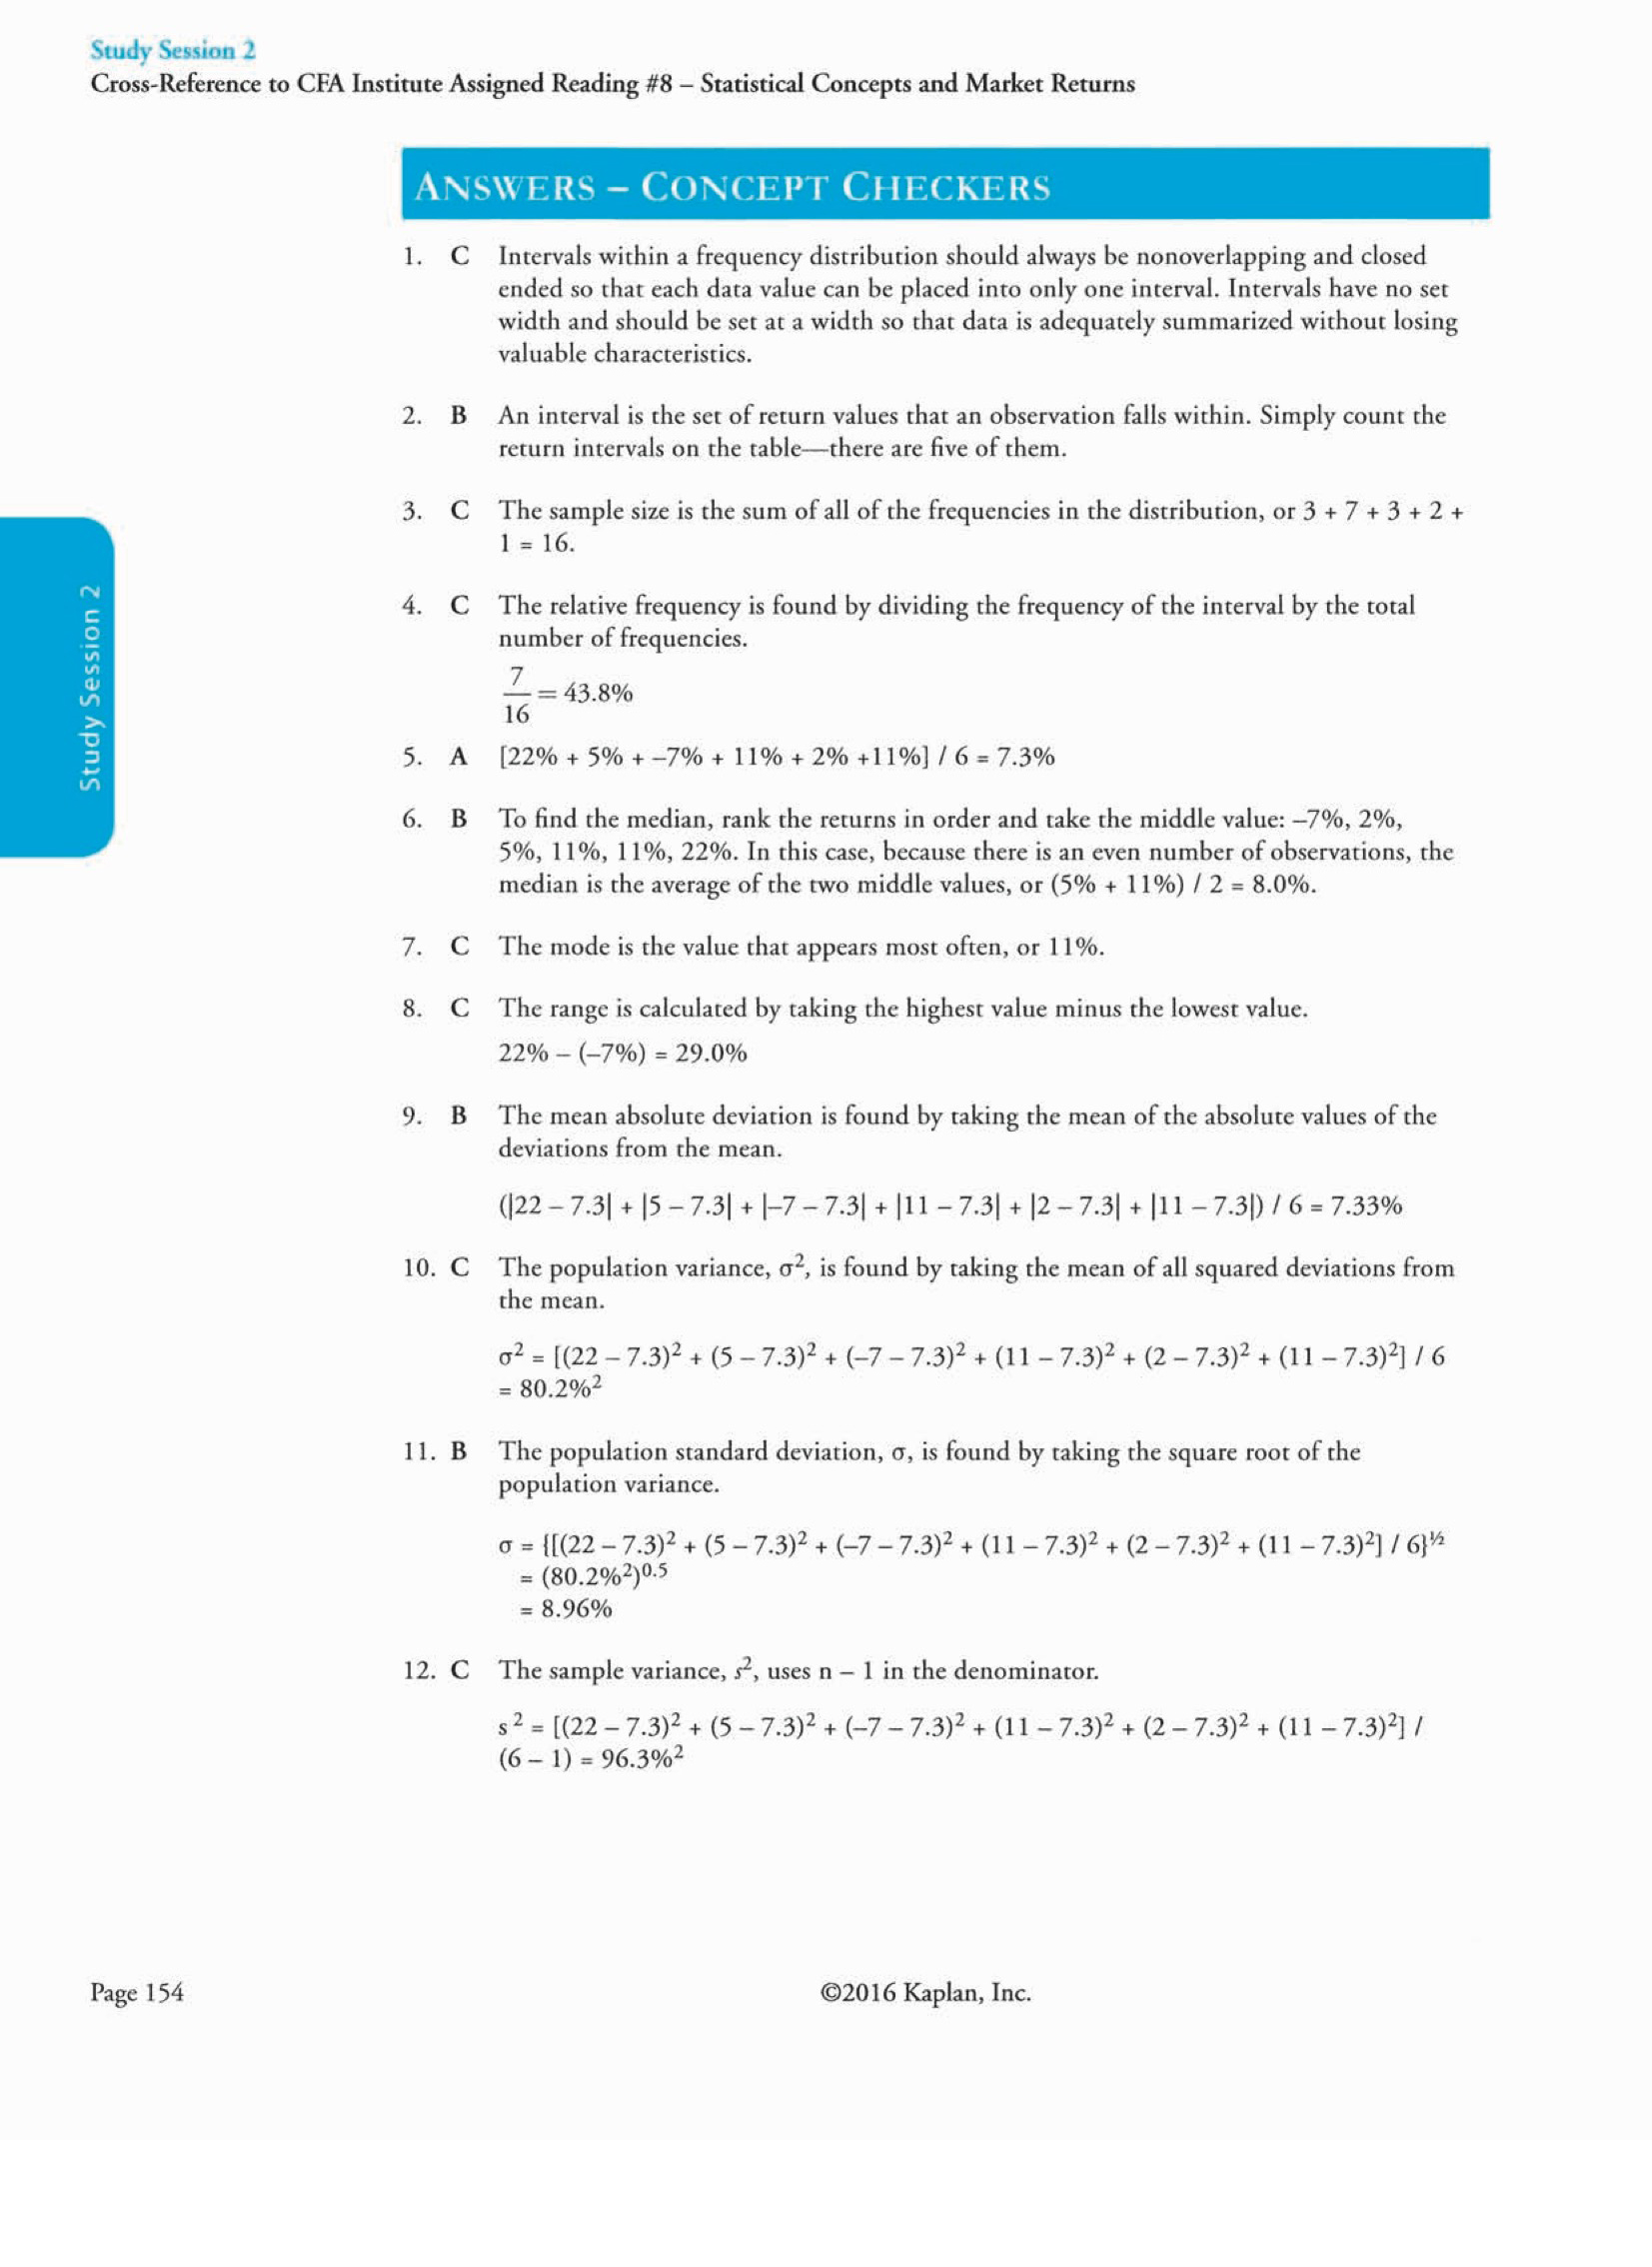 Study Session 2
Cross-Reference to CFA Institute Assigned Reading #8 – Statistical Concepts and Market Returns
ANSWERS – CONCEPT CHECKERS
1. C Intervals within a frequency distribution should always be nonoverlapping and closed
ended so that each data value can be placed into only one interval. Intervals have no set
width and should be set at a width so that data is adequately summarized without losing
valuable characteristics.
2. B An interval is the set of return values that an observation falls within. Simply count the
return intervals on the table—there are five of them.
3. C The sample size is the sum of all of the frequencies in the distribution, or 3 + 7 + 3 + 2 +
1 = 16.
4. C The relative frequency is found by dividing the frequency of the interval by the total
number of frequencies.
7/16 = 43.8%
5. A [22% + 5% + –7% + 11% + 2% +11%] / 6 = 7.3%
6. B To find the median, rank the returns in order and take the middle value: –7%, 2%,
5%, 11%, 11%, 22%. In this case, because there is an even number of observations, the
median is the average of the two middle values, or (5% + 11%) / 2 = 8.0%.
7. C The mode is the value that appears most often, or 11%.
8. C The range is calculated by taking the highest value minus the lowest value.
22% – (–7%) = 29.0%
9. B The mean absolute deviation is found by taking the mean of the absolute values of the
deviations from the mean.
(|22 – 7.3| + |5 – 7.3| + |–7 – 7.3| + |11 – 7.3| + |2 – 7.3| + |11 – 7.3|) / 6 = 7.33%
10. C The population variance, σ², is found by taking the mean of all squared deviations from
the mean.
σ² = [(22 – 7.3)² + (5 – 7.3)² + (–7 – 7.3)² + (11 – 7.3)² + (2 – 7.3)² + (11 – 7.3)²] / 6
= 80.2%²
11. B The population standard deviation, σ, is found by taking the square root of the
population variance.
σ = {[(22 – 7.3)² + (5 – 7.3)² + (–7 – 7.3)² + (11 – 7.3)² + (2 – 7.3)² + (11 – 7.3)²] / 6}^½
= (80.2%²)^0.5
= 8.96%
12. C The sample variance, s², uses n – 1 in the denominator.
s² = [(22 – 7.3)² + (5 – 7.3)² + (–7 – 7.3)² + (11 – 7.3)² + (2 – 7.3)² + (11 – 7.3)²] /
(6 – 1) = 96.3%²
Study Session 2
Page 154
©2016 Kaplan, Inc.